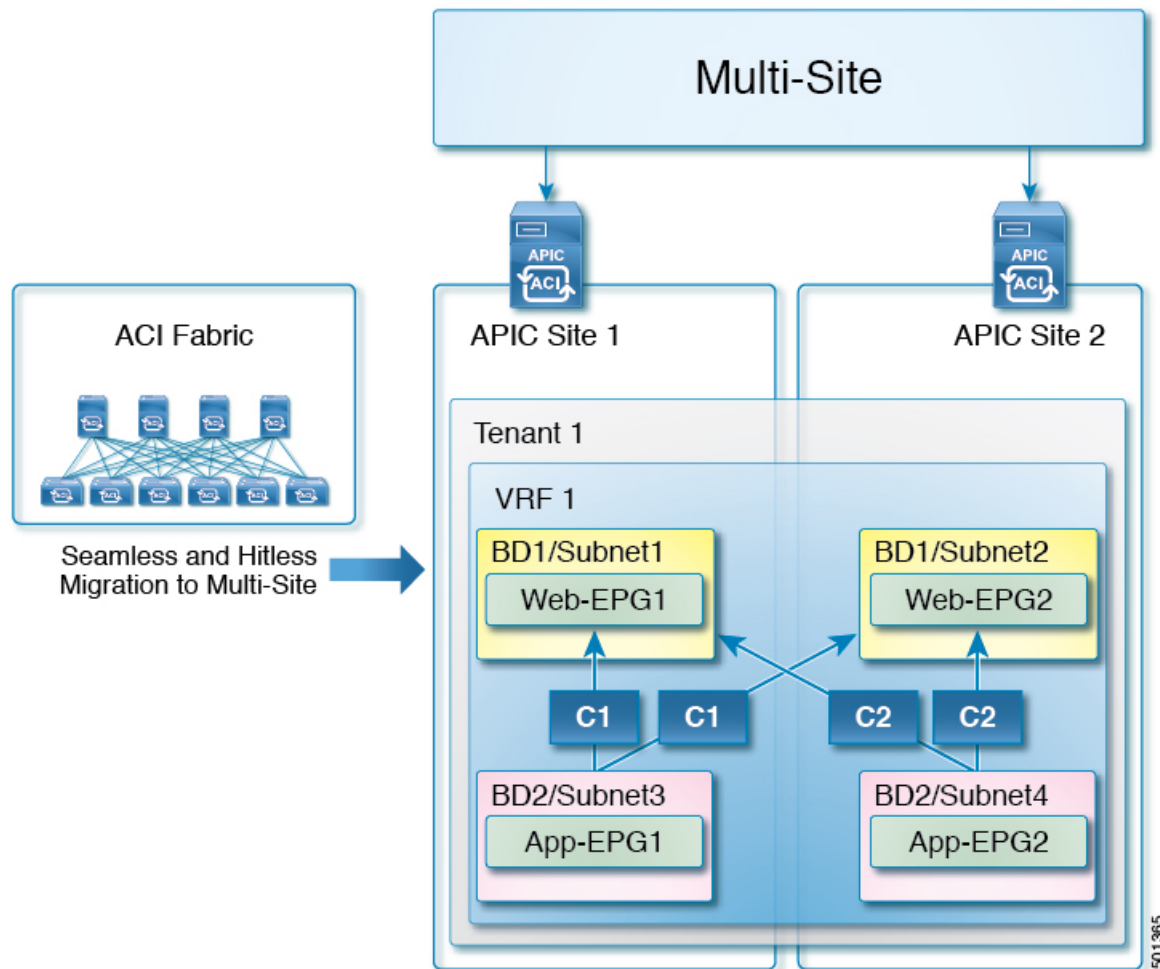 Multi-Site
APIC
ACI
APIC
ACI
ACI Fabric
APIC Site 1
APIC Site 2
Tenant 1
VRF 1
Seamless and Hitless
Migration to Multi-Site
BD1/Subnet1
Web-EPG1
BD1/Subnet2
Web-EPG2
C1
C1
C2
C2
BD2/Subnet3
App-EPG1
BD2/Subnet4
App-EPG2
501365